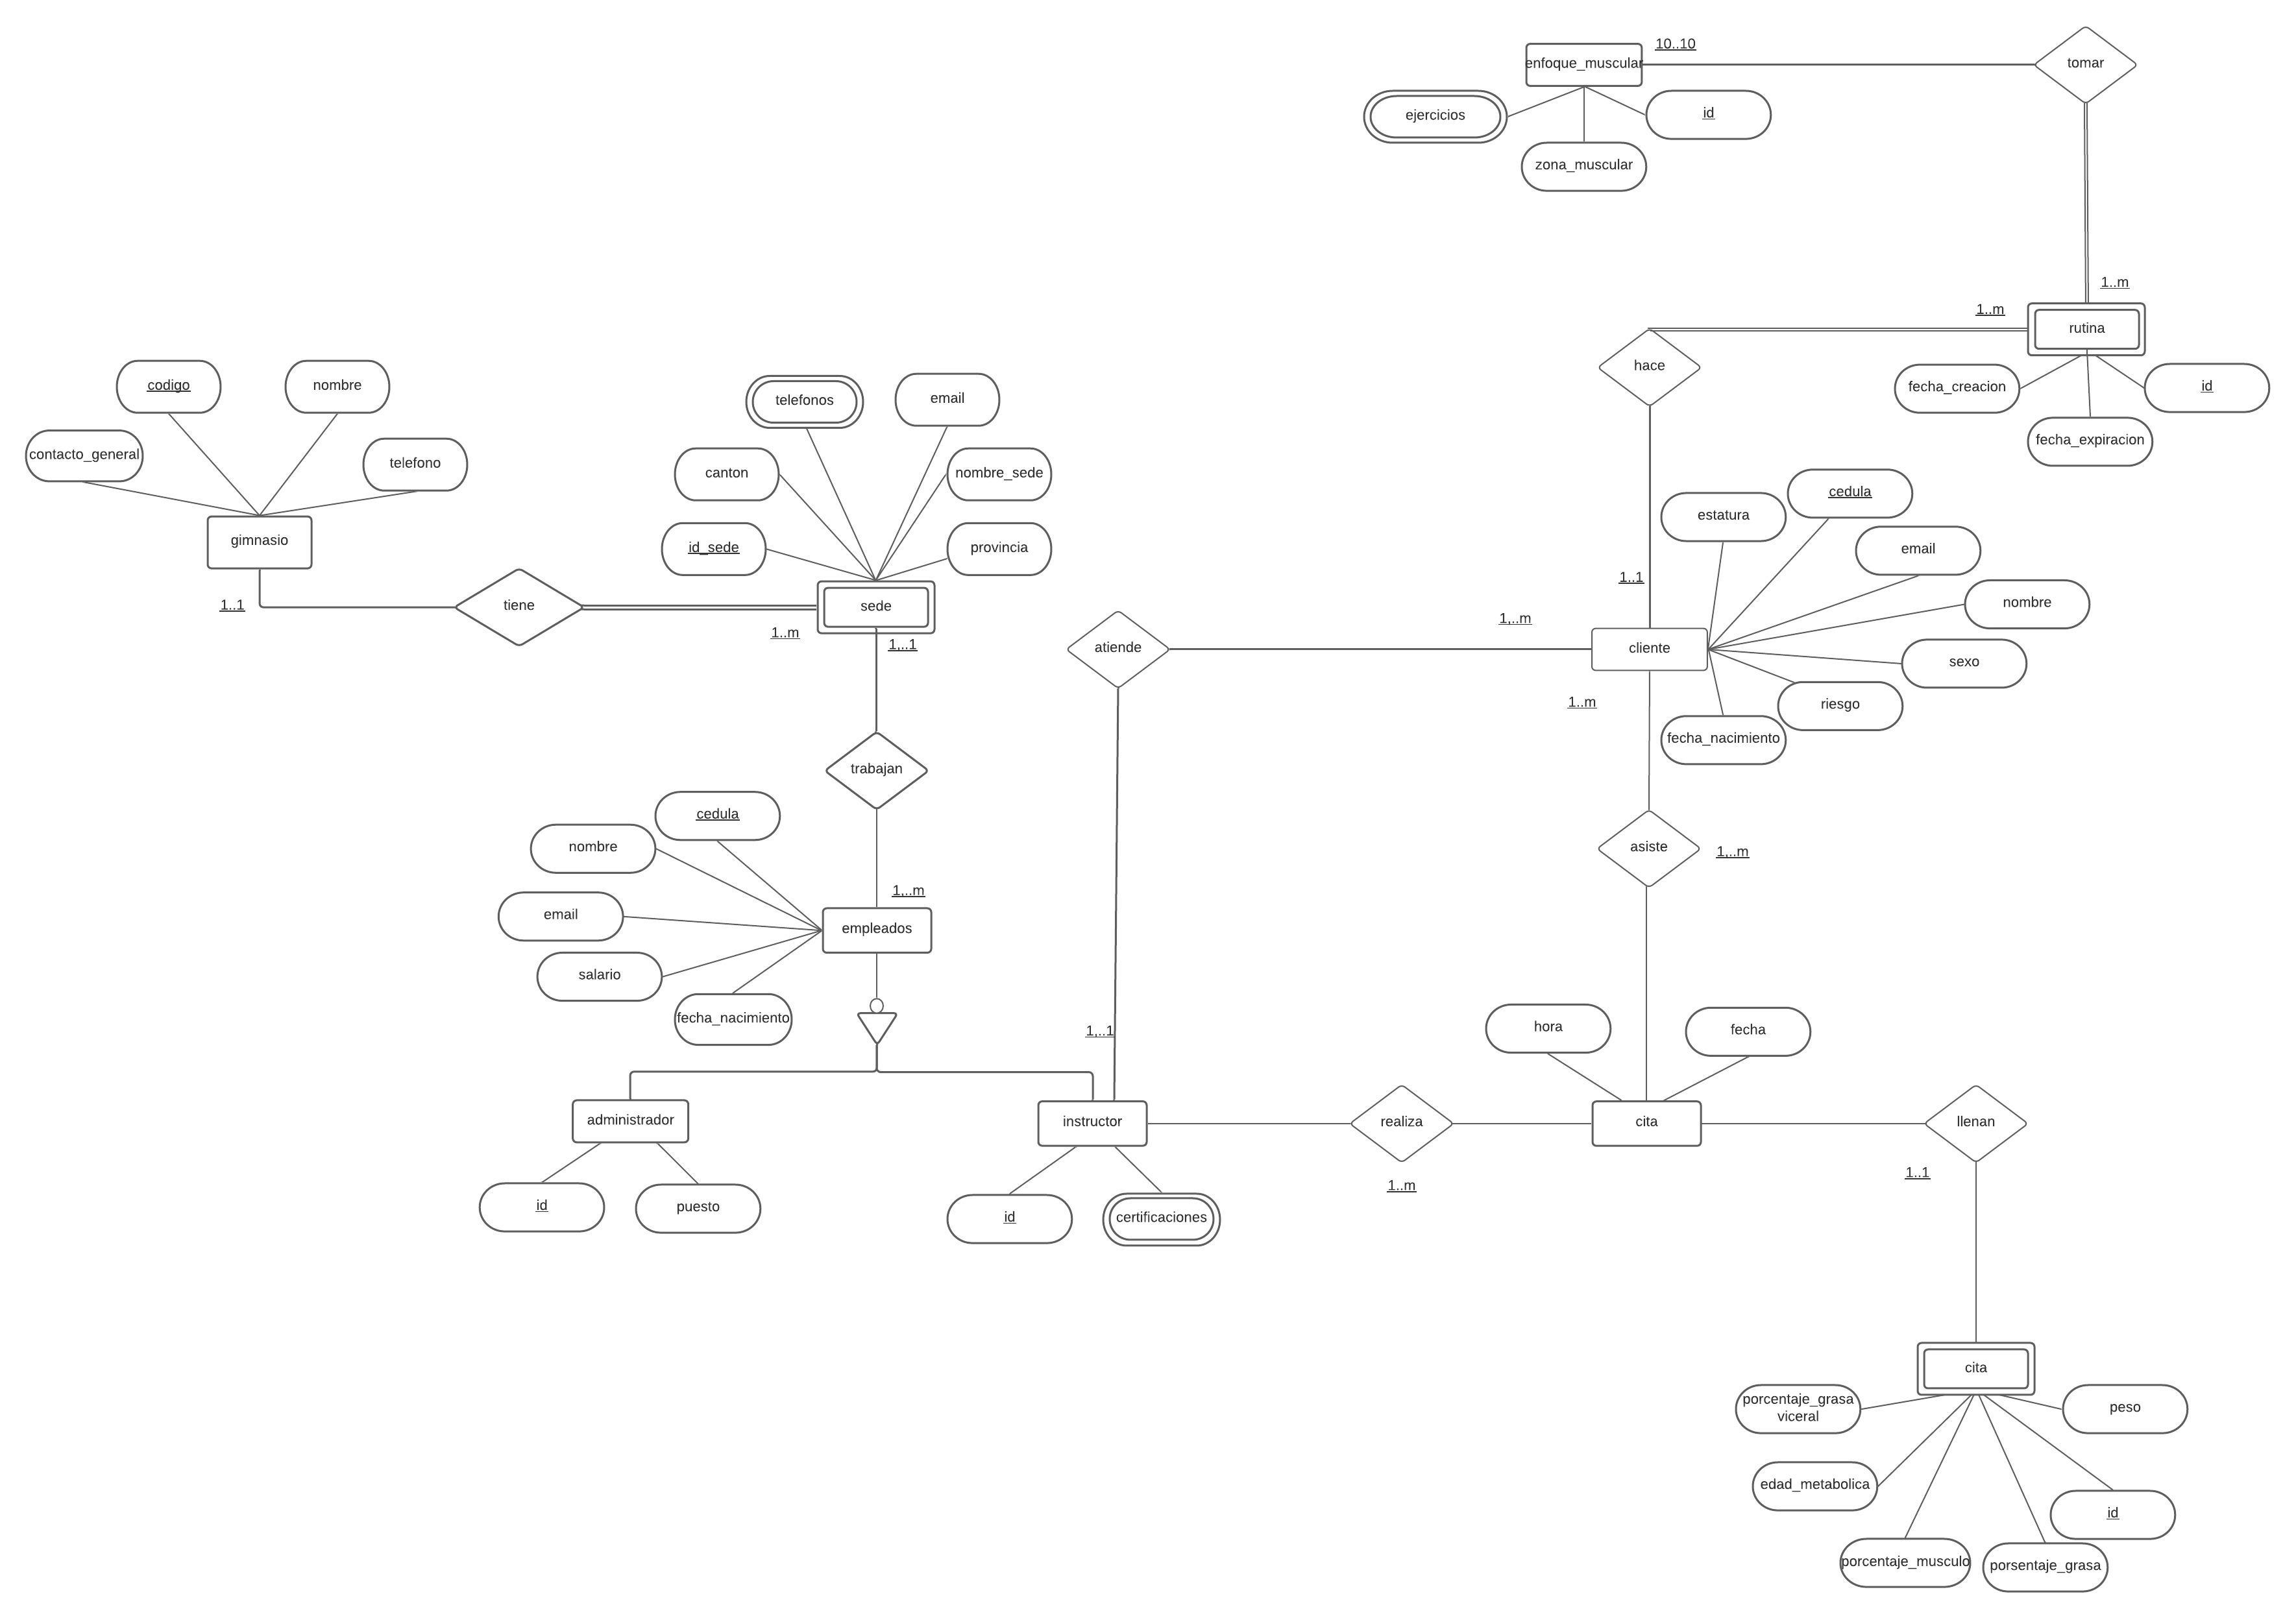 10..10
enfoque_muscular
tomar
ejercicios
id
zona_muscular
1..m
1..m
rutina
hace
fecha_creacion
id
fecha_expiracion
codigo
nombre
contacto_general
telefono
gimnasio
1..1
tiene
telefonos
email
canton
nombre_sede
id_sede
provincia
sede
1..m
1,..1
estatura
cedula
email
1..1
nombre
1,..m
atiende
cliente
sexo
1..m
riesgo
fecha_nacimiento
trabajan
cedula
nombre
asiste
1,..m
1,..m
email
empleados
salario
fecha_nacimiento
1,..1
hora
fecha
administrador
instructor
realiza
cita
llenan
1..1
1..m
id
puesto
id
certificaciones
cita
porcentaje_grasa
viceral
peso
edad_metabolica
id
porcentaje_musculo
porsentaje_grasa